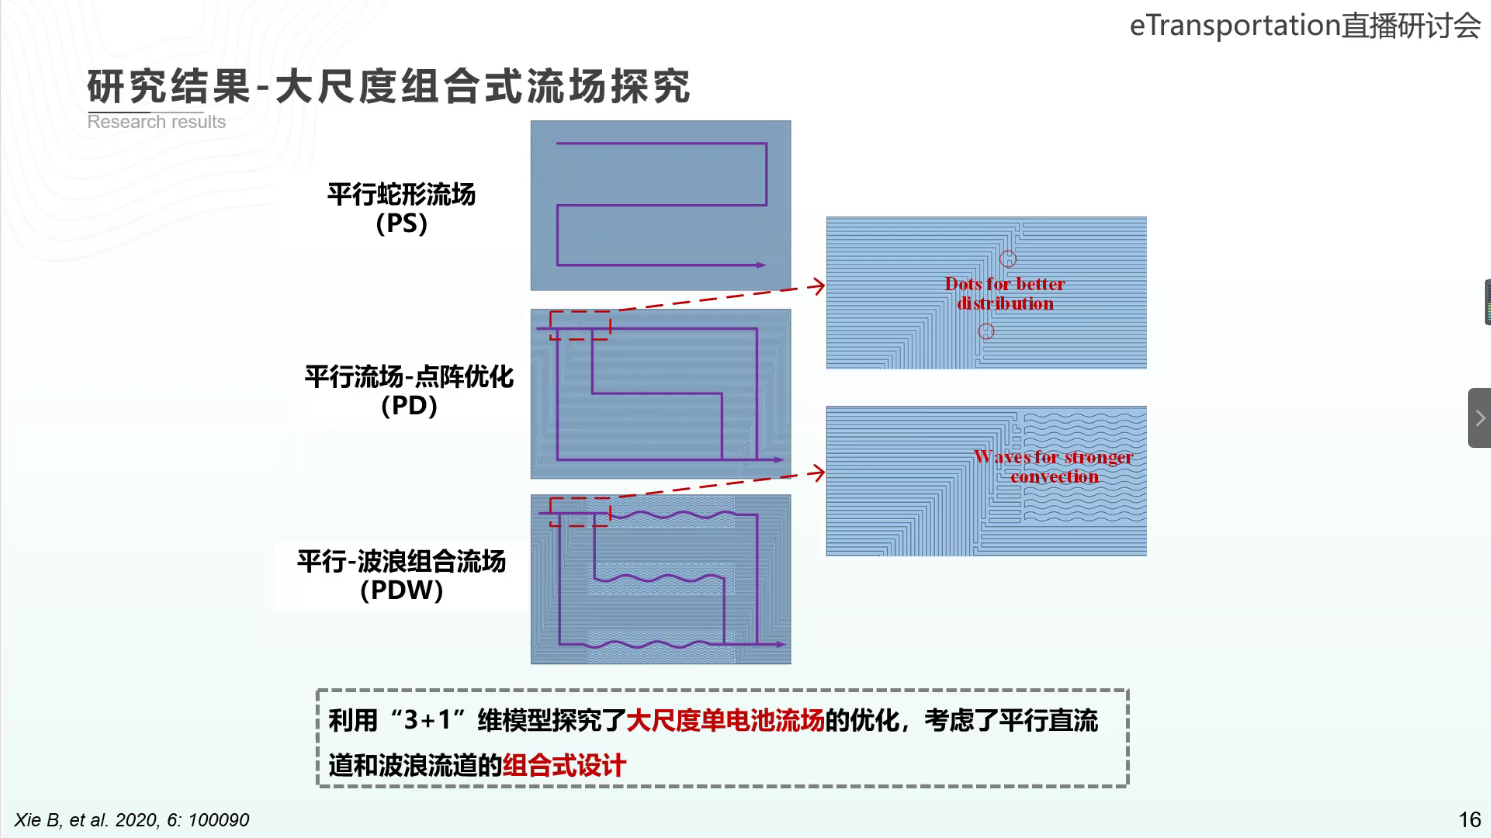 eTransportation直播研讨会
研究结果-大尺度组合式流场探究
Research results
平行蛇形流场
（PS）
Dots for better
distribution
平行流场-点阵优化
（PD）
Waves for stronger
convection
平行-波浪组合流场
（PDW）
利用“3+1”维模型探究了大尺度单电池流场的优化，考虑了平行直流
道和波浪流道的组合式设计
Xie B, et al. 2020, 6: 100090
16